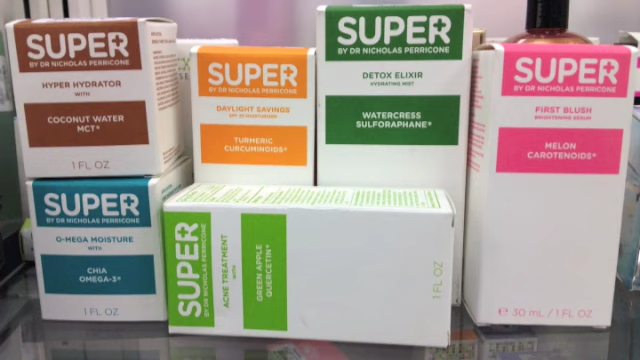 SUPER
BY DR NICHOLAS PERRICONE
HYPER HYDRATOR
WITH
COCONUT WATER
MCT*
1 FL OZ
SUPER
BY DR NICHOLAS PERRICONE
DAYLIGHT SAVINGS
SPF 25 MOISTURIZER
TURMERIC
CURCUMINOIDS*
SUPER
BY DR NICHOLAS PERRICONE
DETOX ELIXIR
HYDRATING MIST
WATERCRESS
SULFORAPHANE*
SUPER
BY DR NICHOLAS PERRICONE
FIRST BLUSH
BRIGHTENING SERUM
MELON
CAROTENOIDS*
℮ 30 mL / 1 FL OZ
SUPER
BY DR NICHOLAS PERRICONE
O-MEGA MOISTURE
WITH
CHIA
OMEGA-3*
1 FL OZ
SUPER
BY DR NICHOLAS PERRICONE
ACNE TREATMENT
WITH
GREEN APPLE
QUERCETIN*
1 FL OZ